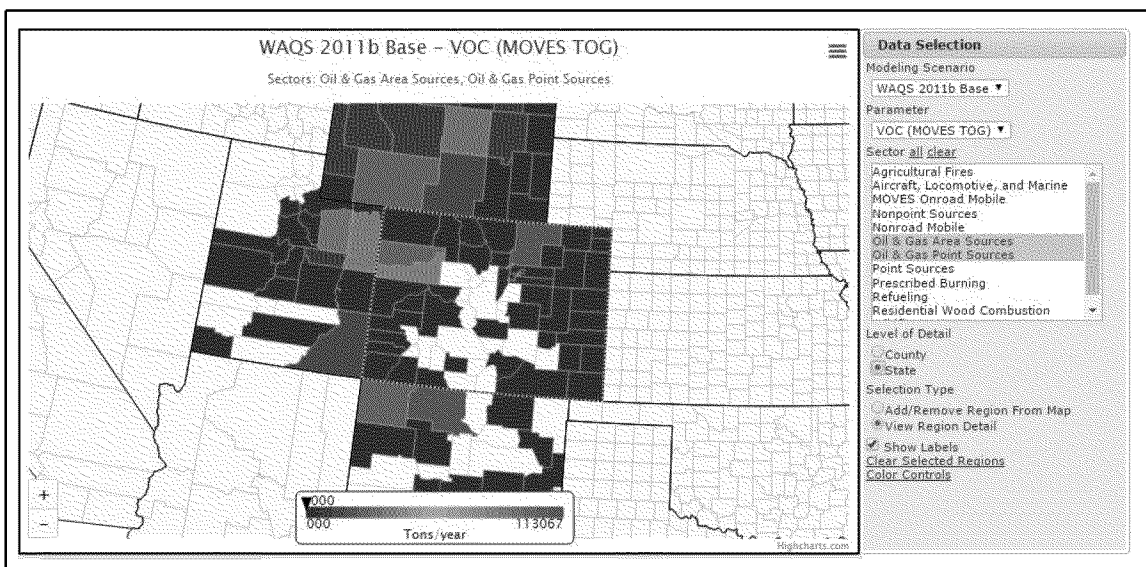 WAQS 2011b Base - VOC (MOVES TOG)
Sectors: Oil & Gas Area Sources, Oil & Gas Point Sources
+
−
000
000 113067
Tons/year
Highcharts.com
Data Selection
Modeling Scenario
WAQS 2011b Base ▼
Parameter
VOC (MOVES TOG) ▼
Sector all clear
Agricultural Fires
Aircraft, Locomotive, and Marine
MOVES Onroad Mobile
Nonpoint Sources
Nonroad Mobile
Oil & Gas Area Sources
Oil & Gas Point Sources
Point Sources
Prescribed Burning
Refueling
Residential Wood Combustion
Level of Detail
County
State
Selection Type
Add/Remove Region From Map
View Region Detail
Show Labels
Clear Selected Regions
Color Controls